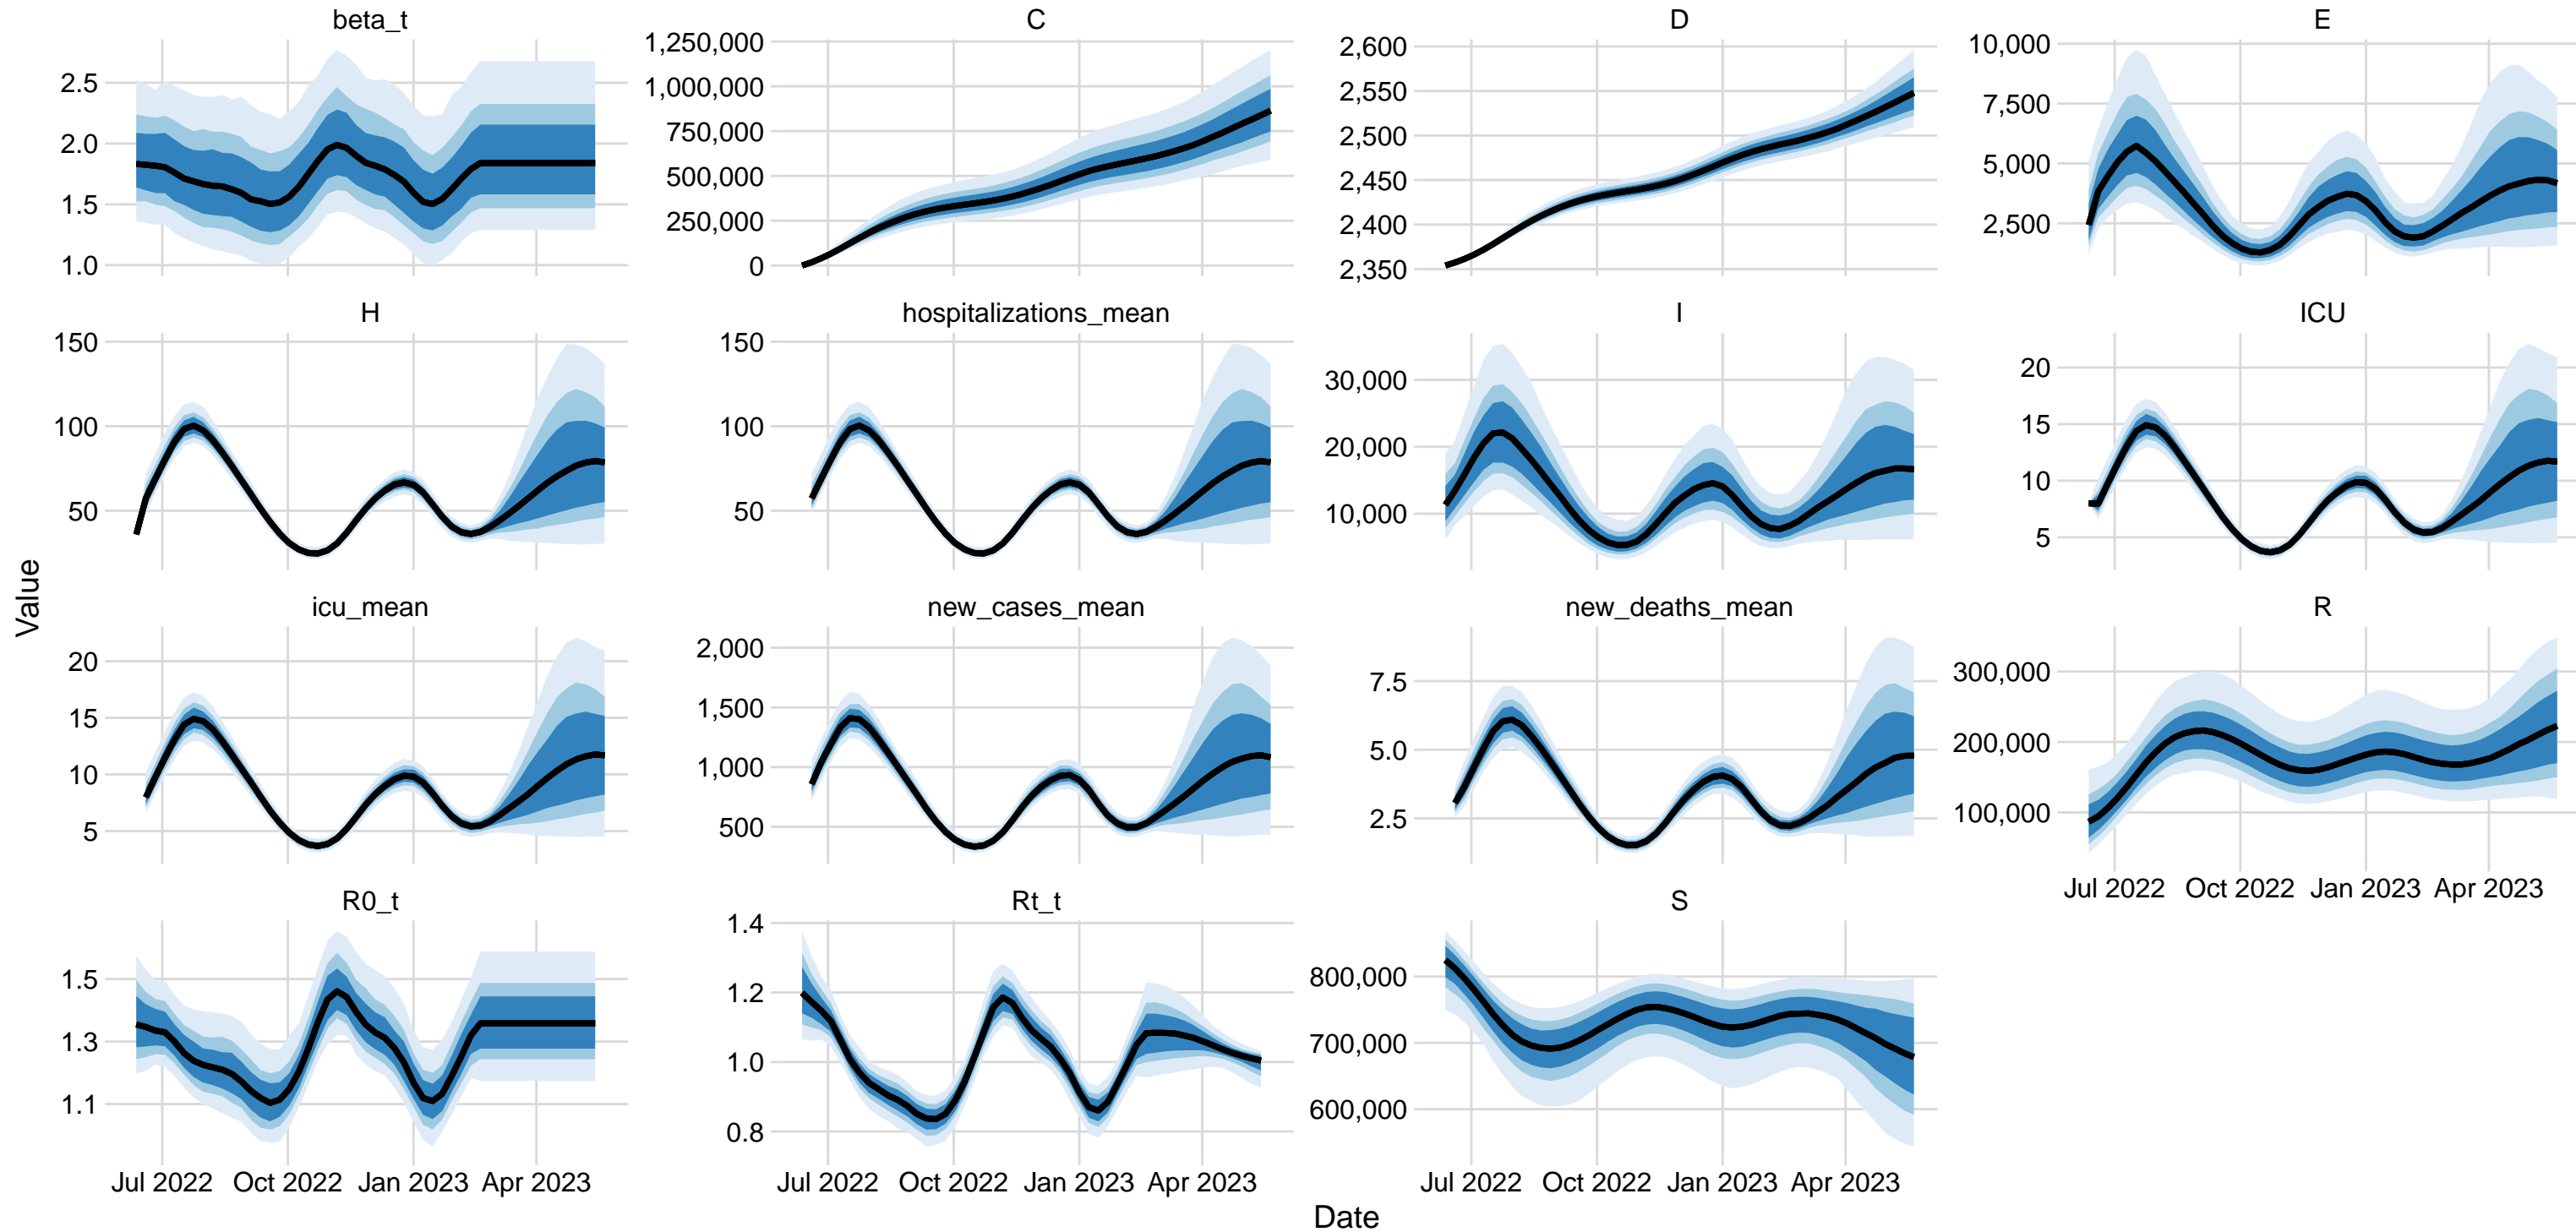 beta_t
C
D
E
2.5
2.0
1.5
1.0
1,250,000
1,000,000
750,000
500,000
250,000
0
2,600
2,550
2,500
2,450
2,400
2,350
10,000
7,500
5,000
2,500
H
hospitalizations_mean
I
ICU
150
100
50
150
100
50
30,000
20,000
10,000
20
15
10
5
icu_mean
new_cases_mean
new_deaths_mean
R
20
15
10
5
2,000
1,500
1,000
500
7.5
5.0
2.5
300,000
200,000
100,000
Jul 2022 Oct 2022 Jan 2023 Apr 2023
R0_t
Rt_t
S
1.5
1.3
1.1
1.4
1.2
1.0
0.8
800,000
700,000
600,000
Jul 2022 Oct 2022 Jan 2023 Apr 2023
Jul 2022 Oct 2022 Jan 2023 Apr 2023
Jul 2022 Oct 2022 Jan 2023 Apr 2023
Value
Date